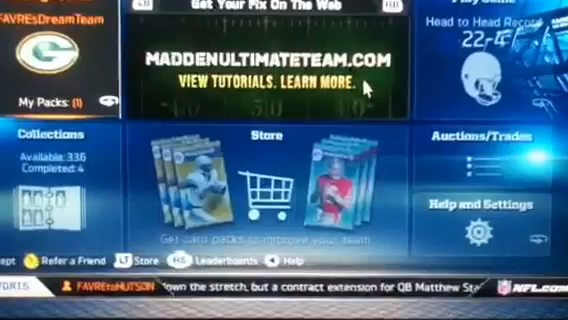 Get Your Fix On The Web
FAVREsDreamTeam
Head to Head Record
22-4
MADDENULTIMATETEAM.COM
VIEW TUTORIALS. LEARN MORE.
My Packs: (1)
Collections
Available: 336
Completed: 4
Store
Auctions/Trades
Help and Settings
Get card packs to improve your team
Refer a Friend
LT Store
RS Leaderboards
Help
FAVREtoHUTSON
down the stretch, but a contract extension for QB Matthew
NFL.com